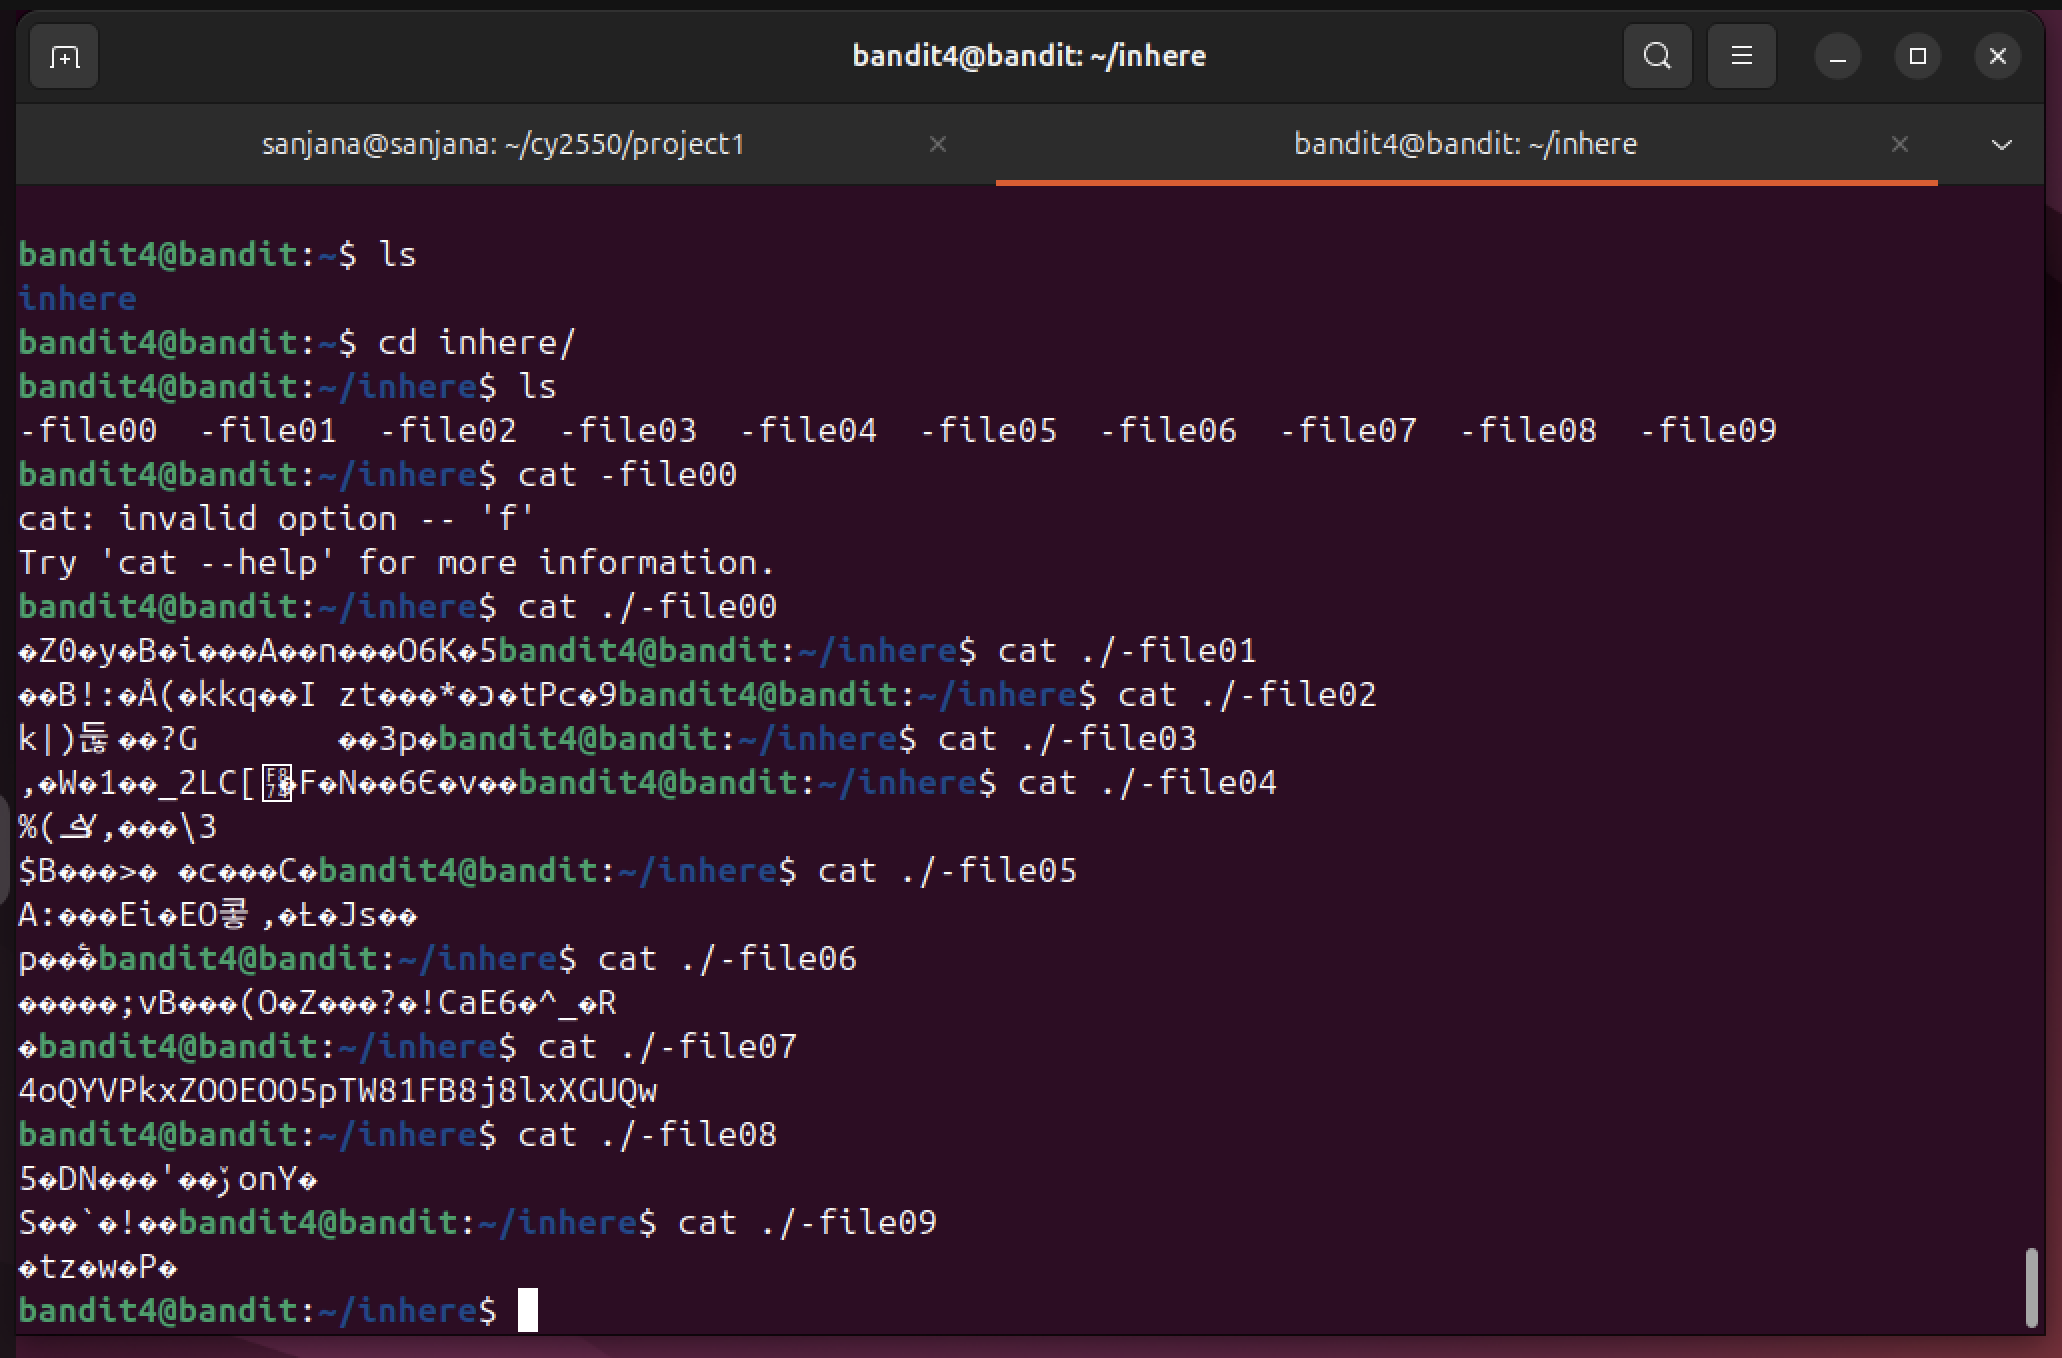 bandit4@bandit: ~/inhere
sanjana@sanjana: ~/cy2550/project1
bandit4@bandit: ~/inhere
bandit4@bandit:~$ ls
inhere
bandit4@bandit:~$ cd inhere/
bandit4@bandit:~/inhere$ ls
-file00 -file01 -file02 -file03 -file04 -file05 -file06 -file07 -file08 -file09
bandit4@bandit:~/inhere$ cat -file00
cat: invalid option -- 'f'
Try 'cat --help' for more information.
bandit4@bandit:~/inhere$ cat ./-file00
�Z0�y�B�i���A��n���O6K�5bandit4@bandit:~/inhere$ cat ./-file01
��B!:�Å(�kkq��I zt���*�ɔ�tPc�9bandit4@bandit:~/inhere$ cat ./-file02
k|)��?G ��3p�bandit4@bandit:~/inhere$ cat ./-file03
,�W�1��_2LC[�F�N��6Є�v��bandit4@bandit:~/inhere$ cat ./-file04
%(,���\3
$B���>� �c���C�bandit4@bandit:~/inhere$ cat ./-file05
A:���Ei�EO쿻 ,�Ł�Js��
p���bandit4@bandit:~/inhere$ cat ./-file06
�����;vB���(O�Z���?�!CaE6�^_�R
�bandit4@bandit:~/inhere$ cat ./-file07
4oQYVPkxZOOEOO5pTW81FB8j8lxXGUQw
bandit4@bandit:~/inhere$ cat ./-file08
5�DN���'��onY�
S��`�!��bandit4@bandit:~/inhere$ cat ./-file09
�tz�w�P�
bandit4@bandit:~/inhere$